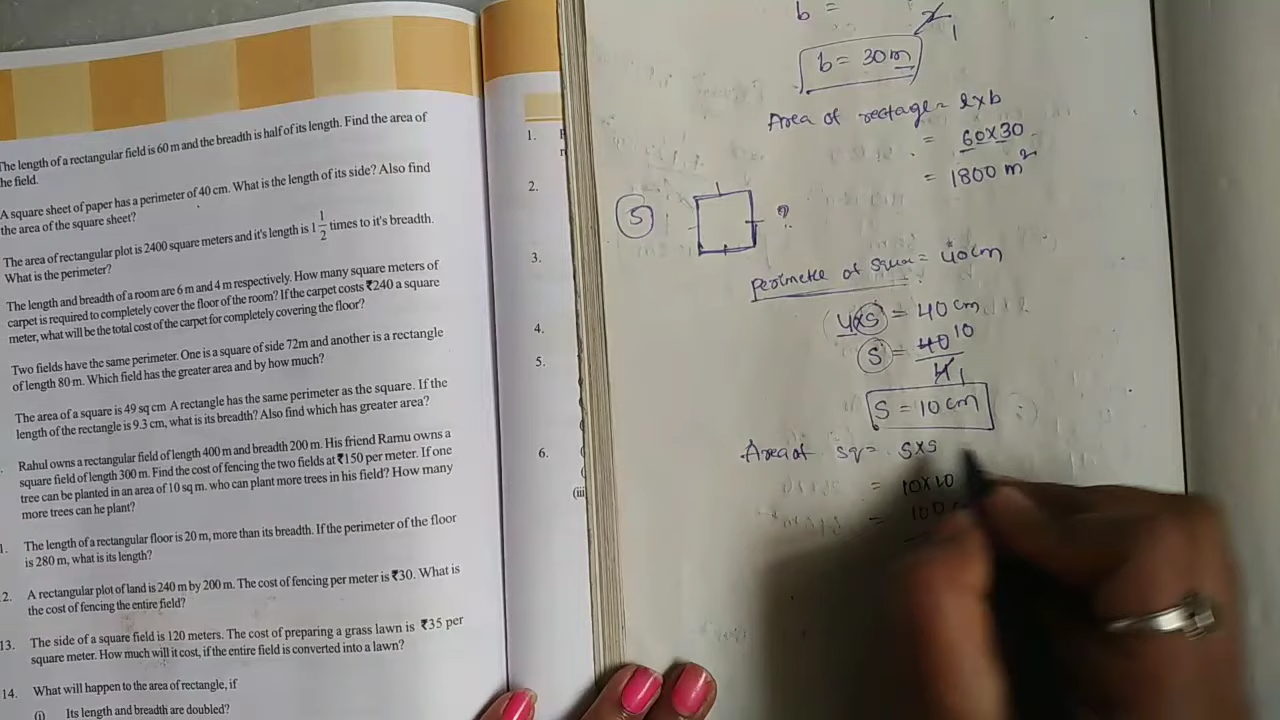 The length of a rectangular field is 60 m and the breadth is half of its length. Find the area of
he field.
A square sheet of paper has a perimeter of 40 cm. What is the length of its side? Also find
the area of the square sheet?
The area of rectangular plot is 2400 square meters and it's length is 1 1/2 times to it's breadth.
What is the perimeter?
The length and breadth of a room are 6 m and 4 m respectively. How many square meters of
carpet is required to completely cover the floor of the room? If the carpet costs ₹240 a square
meter, what will be the total cost of the carpet for completely covering the floor?
Two fields have the same perimeter. One is a square of side 72m and another is a rectangle
of length 80 m. Which field has the greater area and by how much?
The area of a square is 49 sq cm A rectangle has the same perimeter as the square. If the
length of the rectangle is 9.3 cm, what is its breadth? Also find which has greater area?
Rahul owns a rectangular field of length 400 m and breadth 200 m. His friend Ramu owns a
square field of length 300 m. Find the cost of fencing the two fields at ₹150 per meter. If one
tree can be planted in an area of 10 sq m. who can plant more trees in his field? How many
more trees can he plant?
1. The length of a rectangular floor is 20 m, more than its breadth. If the perimeter of the floor
is 280 m, what is its length?
2. A rectangular plot of land is 240 m by 200 m. The cost of fencing per meter is ₹30. What is
the cost of fencing the entire field?
13. The side of a square field is 120 meters. The cost of preparing a grass lawn is ₹35 per
square meter. How much will it cost, if the entire field is converted into a lawn?
14. What will happen to the area of rectangle, if
(i) Its length and breadth are doubled?
1.
2.
3.
4.
5.
6.
(iii
b =
2 1
b = 30 m
Area of rectage = l×b
= 60×30
= 1800 m²
5 ?
perimetle of squar = 40cm
4×s = 40 cm
s = 40 10
4 1
s = 10 cm
Area of sq = s×s
= 10×10
= 100